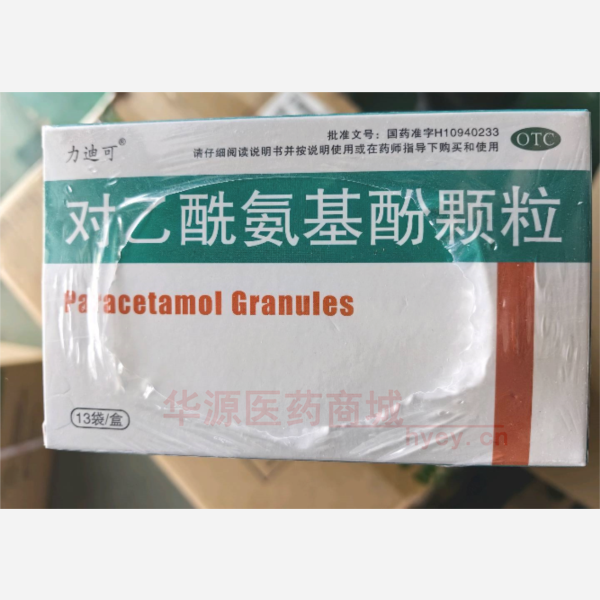 批准文号：国药准字H10940233
力迪可®
请仔细阅读说明书并按说明使用或在药师指导下购买和使用
OTC
对乙酰氨基酚颗粒
Paracetamol Granules
华源医药商城
hyey.cn
13袋/盒